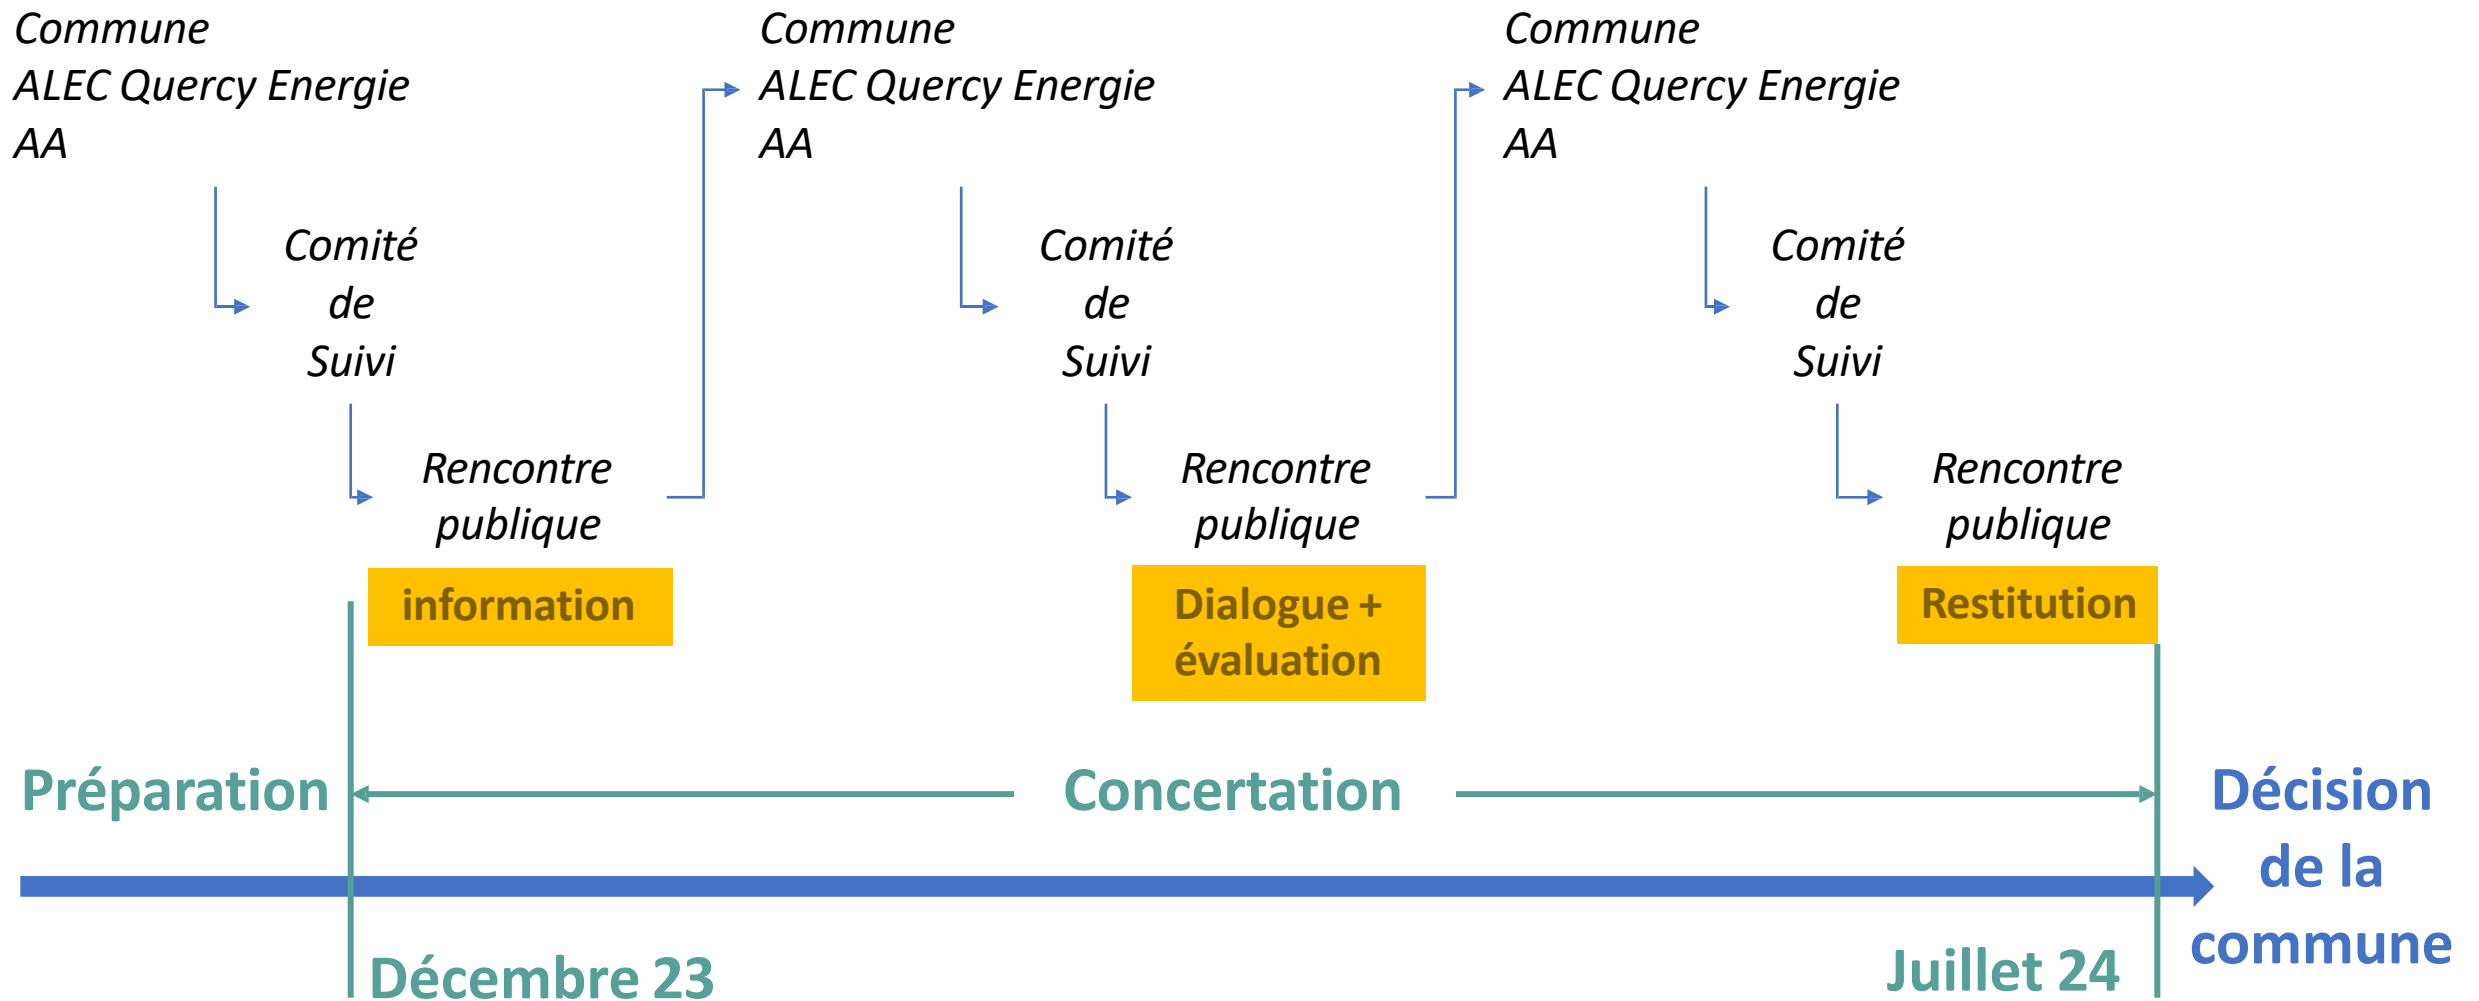 Commune
ALEC Quercy Energie
AA
Comité
de
Suivi
Rencontre
publique
information
Commune
ALEC Quercy Energie
AA
Comité
de
Suivi
Rencontre
publique
Dialogue +
évaluation
Commune
ALEC Quercy Energie
AA
Comité
de
Suivi
Rencontre
publique
Restitution
Préparation
Concertation
Décision
de la
commune
Décembre 23
Juillet 24